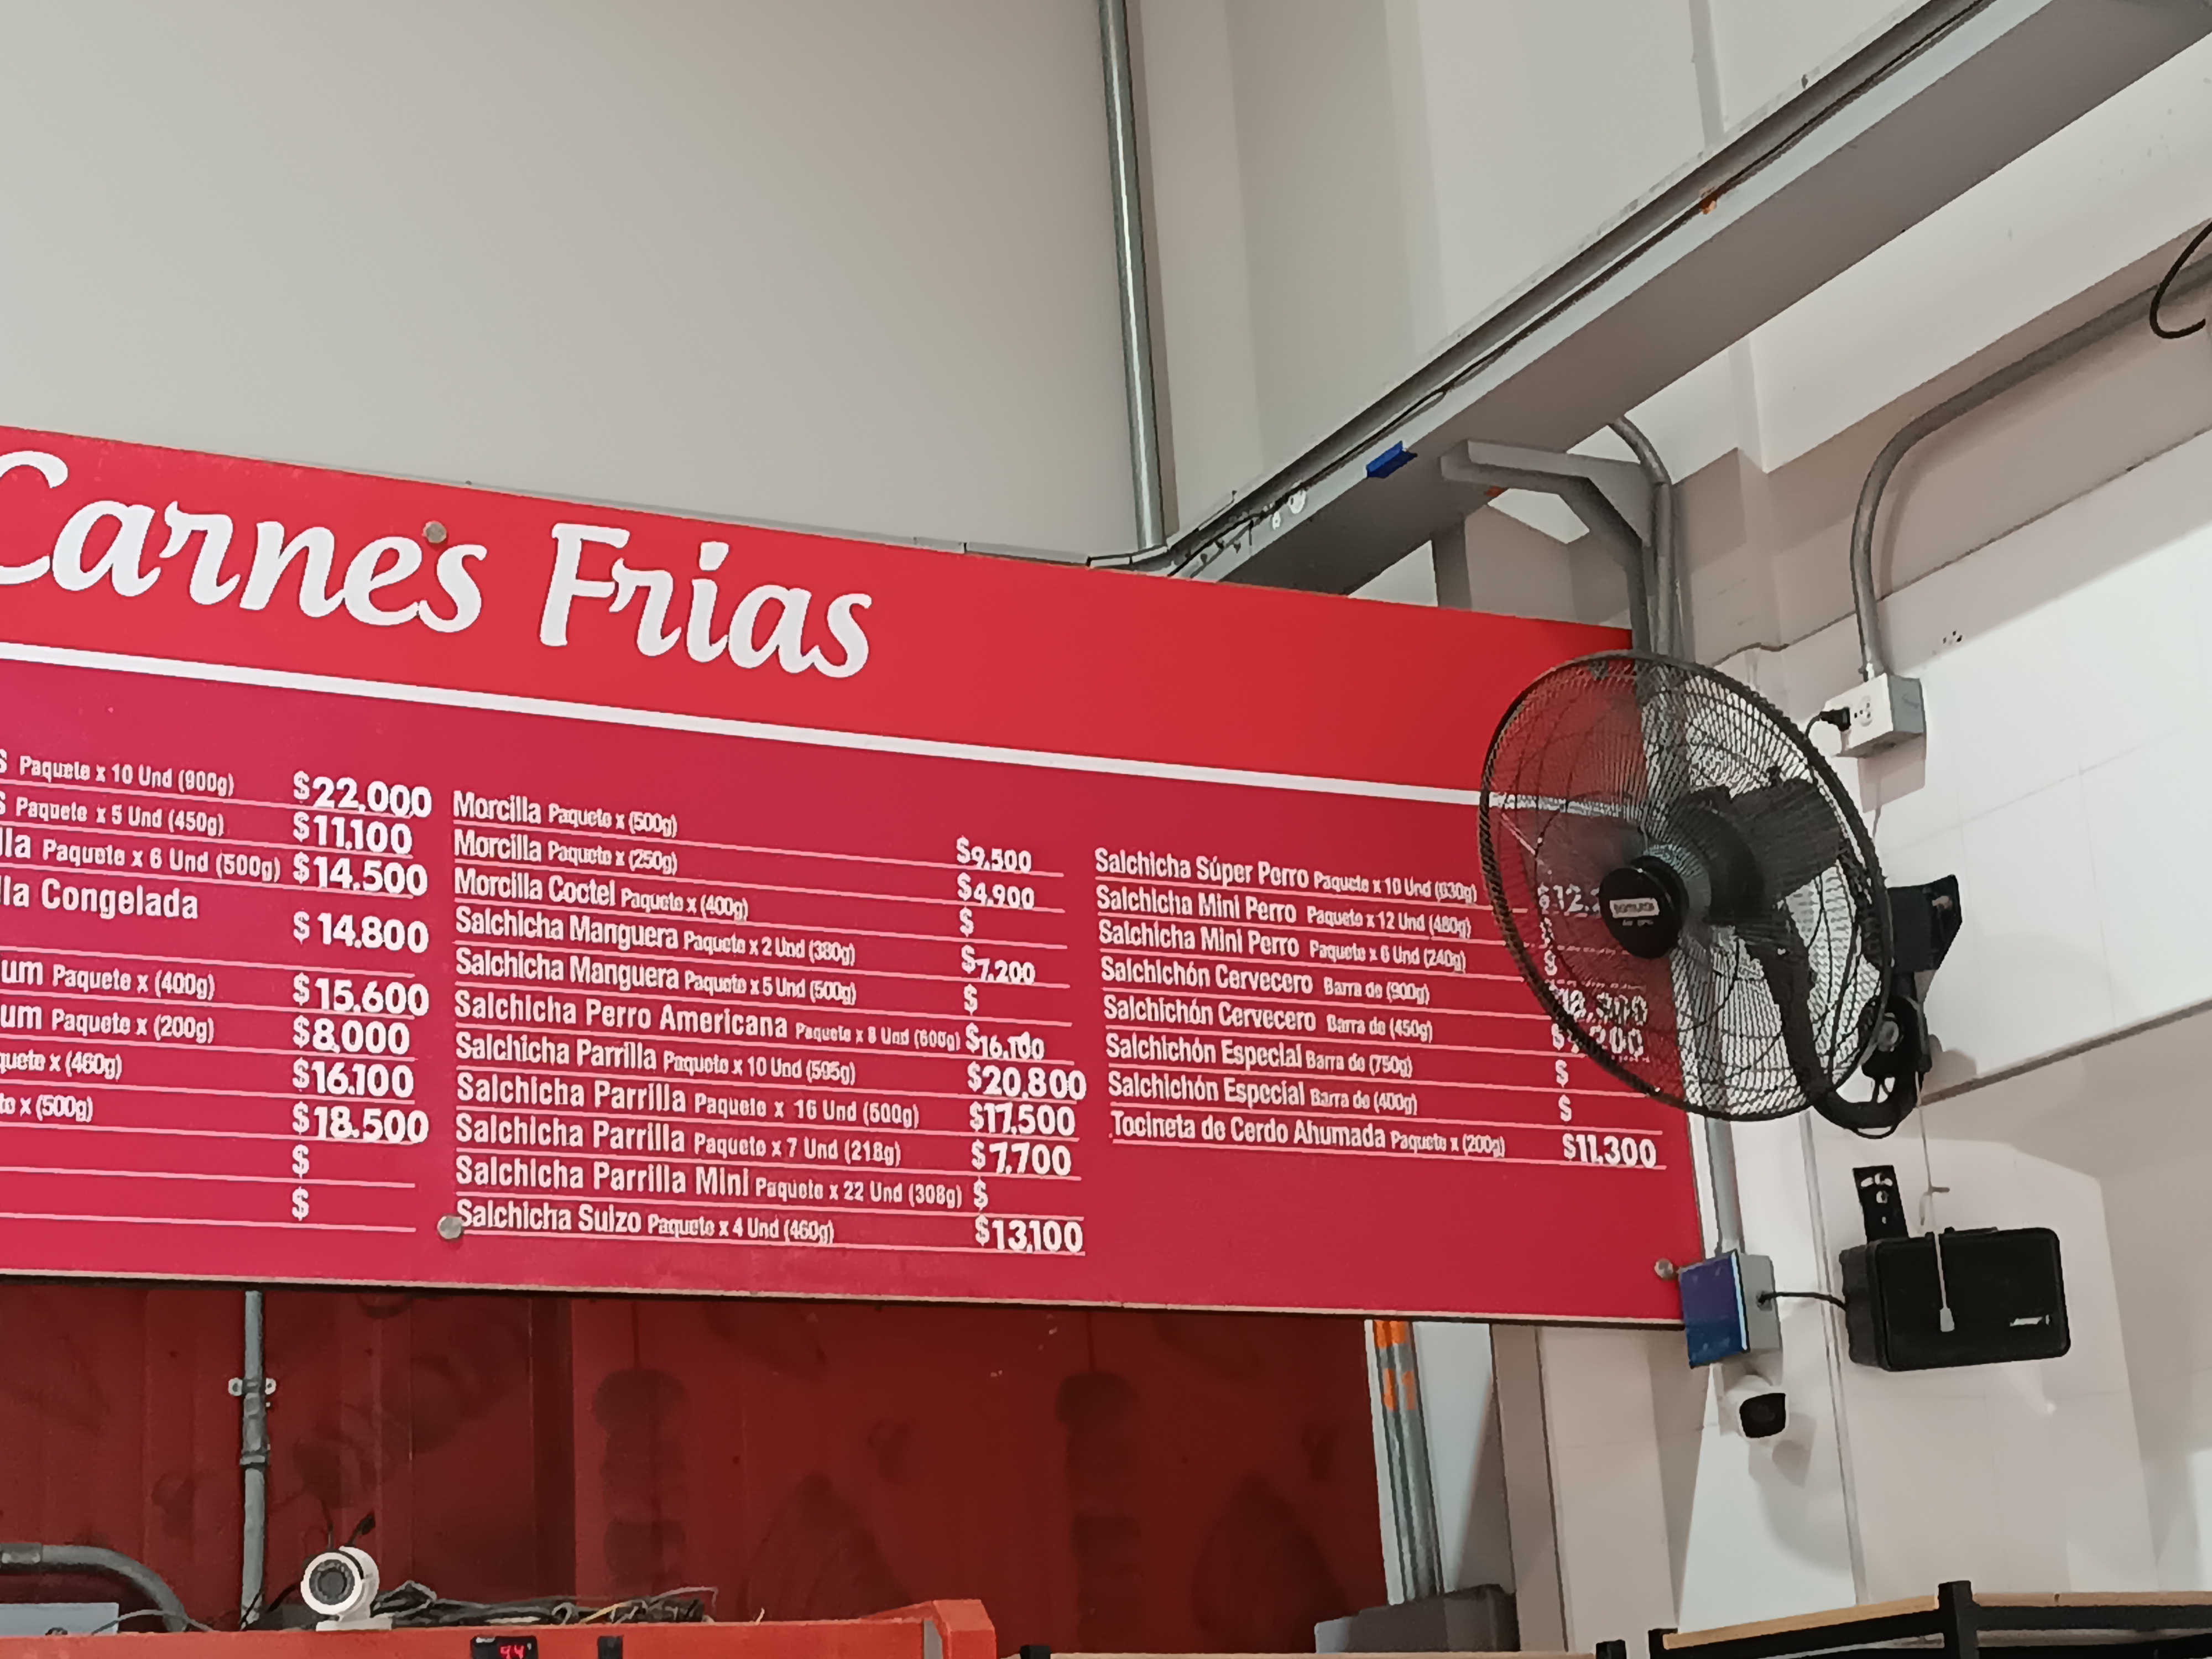 Carnes Frias
Paquete x 10 Und (900g) $22.000
Paquete x 5 Und (450g) $11.100
lla Paquete x 6 Und (500g) $14.500
lla Congelada $14.800
um Paquete x (400g) $15.600
um Paquete x (200g) $8.000
quete x (460g) $16.100
to x (500g) $18.500
$
$
Morcilla Paquete x (500g) $9.500
Morcilla Paquete x (250g) $4.900
Morcilla Coctel Paquete x (400g) $
Salchicha Manguera Paquete x 2 Und (380g) $7.200
Salchicha Manguera Paquete x 5 Und (500g) $
Salchicha Perro Americana Paquete x 8 Und (600g) $16.100
Salchicha Parrilla Paquete x 10 Und (595g) $20.800
Salchicha Parrilla Paquete x 16 Und (500g) $17.500
Salchicha Parrilla Paquete x 7 Und (218g) $7.700
Salchicha Parrilla Mini Paquete x 22 Und (308g) $
Salchicha Suizo Paquete x 4 Und (460g) $13.100
Salchicha Súper Perro Paquete x 10 Und (630g)
Salchicha Mini Perro Paquete x 12 Und (480g) $
Salchicha Mini Perro Paquete x 6 Und (240g) $
Salchichón Cervecero Barra de (900g)
Salchichón Cervecero Barra de (450g)
Salchichón Especial Barra de (750g) $
Salchichón Especial Barra de (400g) $
Tocineta de Cerdo Ahumada Paquete x (200g) $11.300